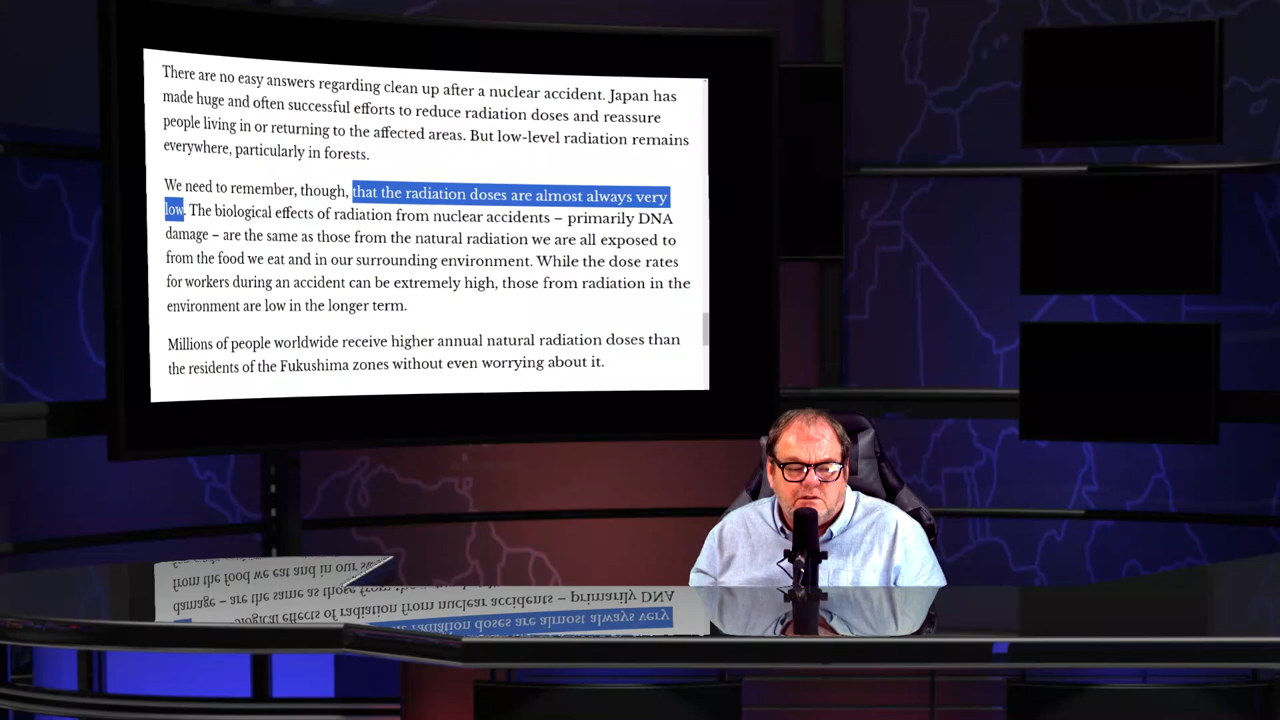 There are no easy answers regarding clean up after a nuclear accident. Japan has
made huge and often successful efforts to reduce radiation doses and reassure
people living in or returning to the affected areas. But low-level radiation remains
everywhere, particularly in forests.
We need to remember, though, that the radiation doses are almost always very
low. The biological effects of radiation from nuclear accidents – primarily DNA
damage – are the same as those from the natural radiation we are all exposed to
from the food we eat and in our surrounding environment. While the dose rates
for workers during an accident can be extremely high, those from radiation in the
environment are low in the longer term.
Millions of people worldwide receive higher annual natural radiation doses than
the residents of the Fukushima zones without even worrying about it.